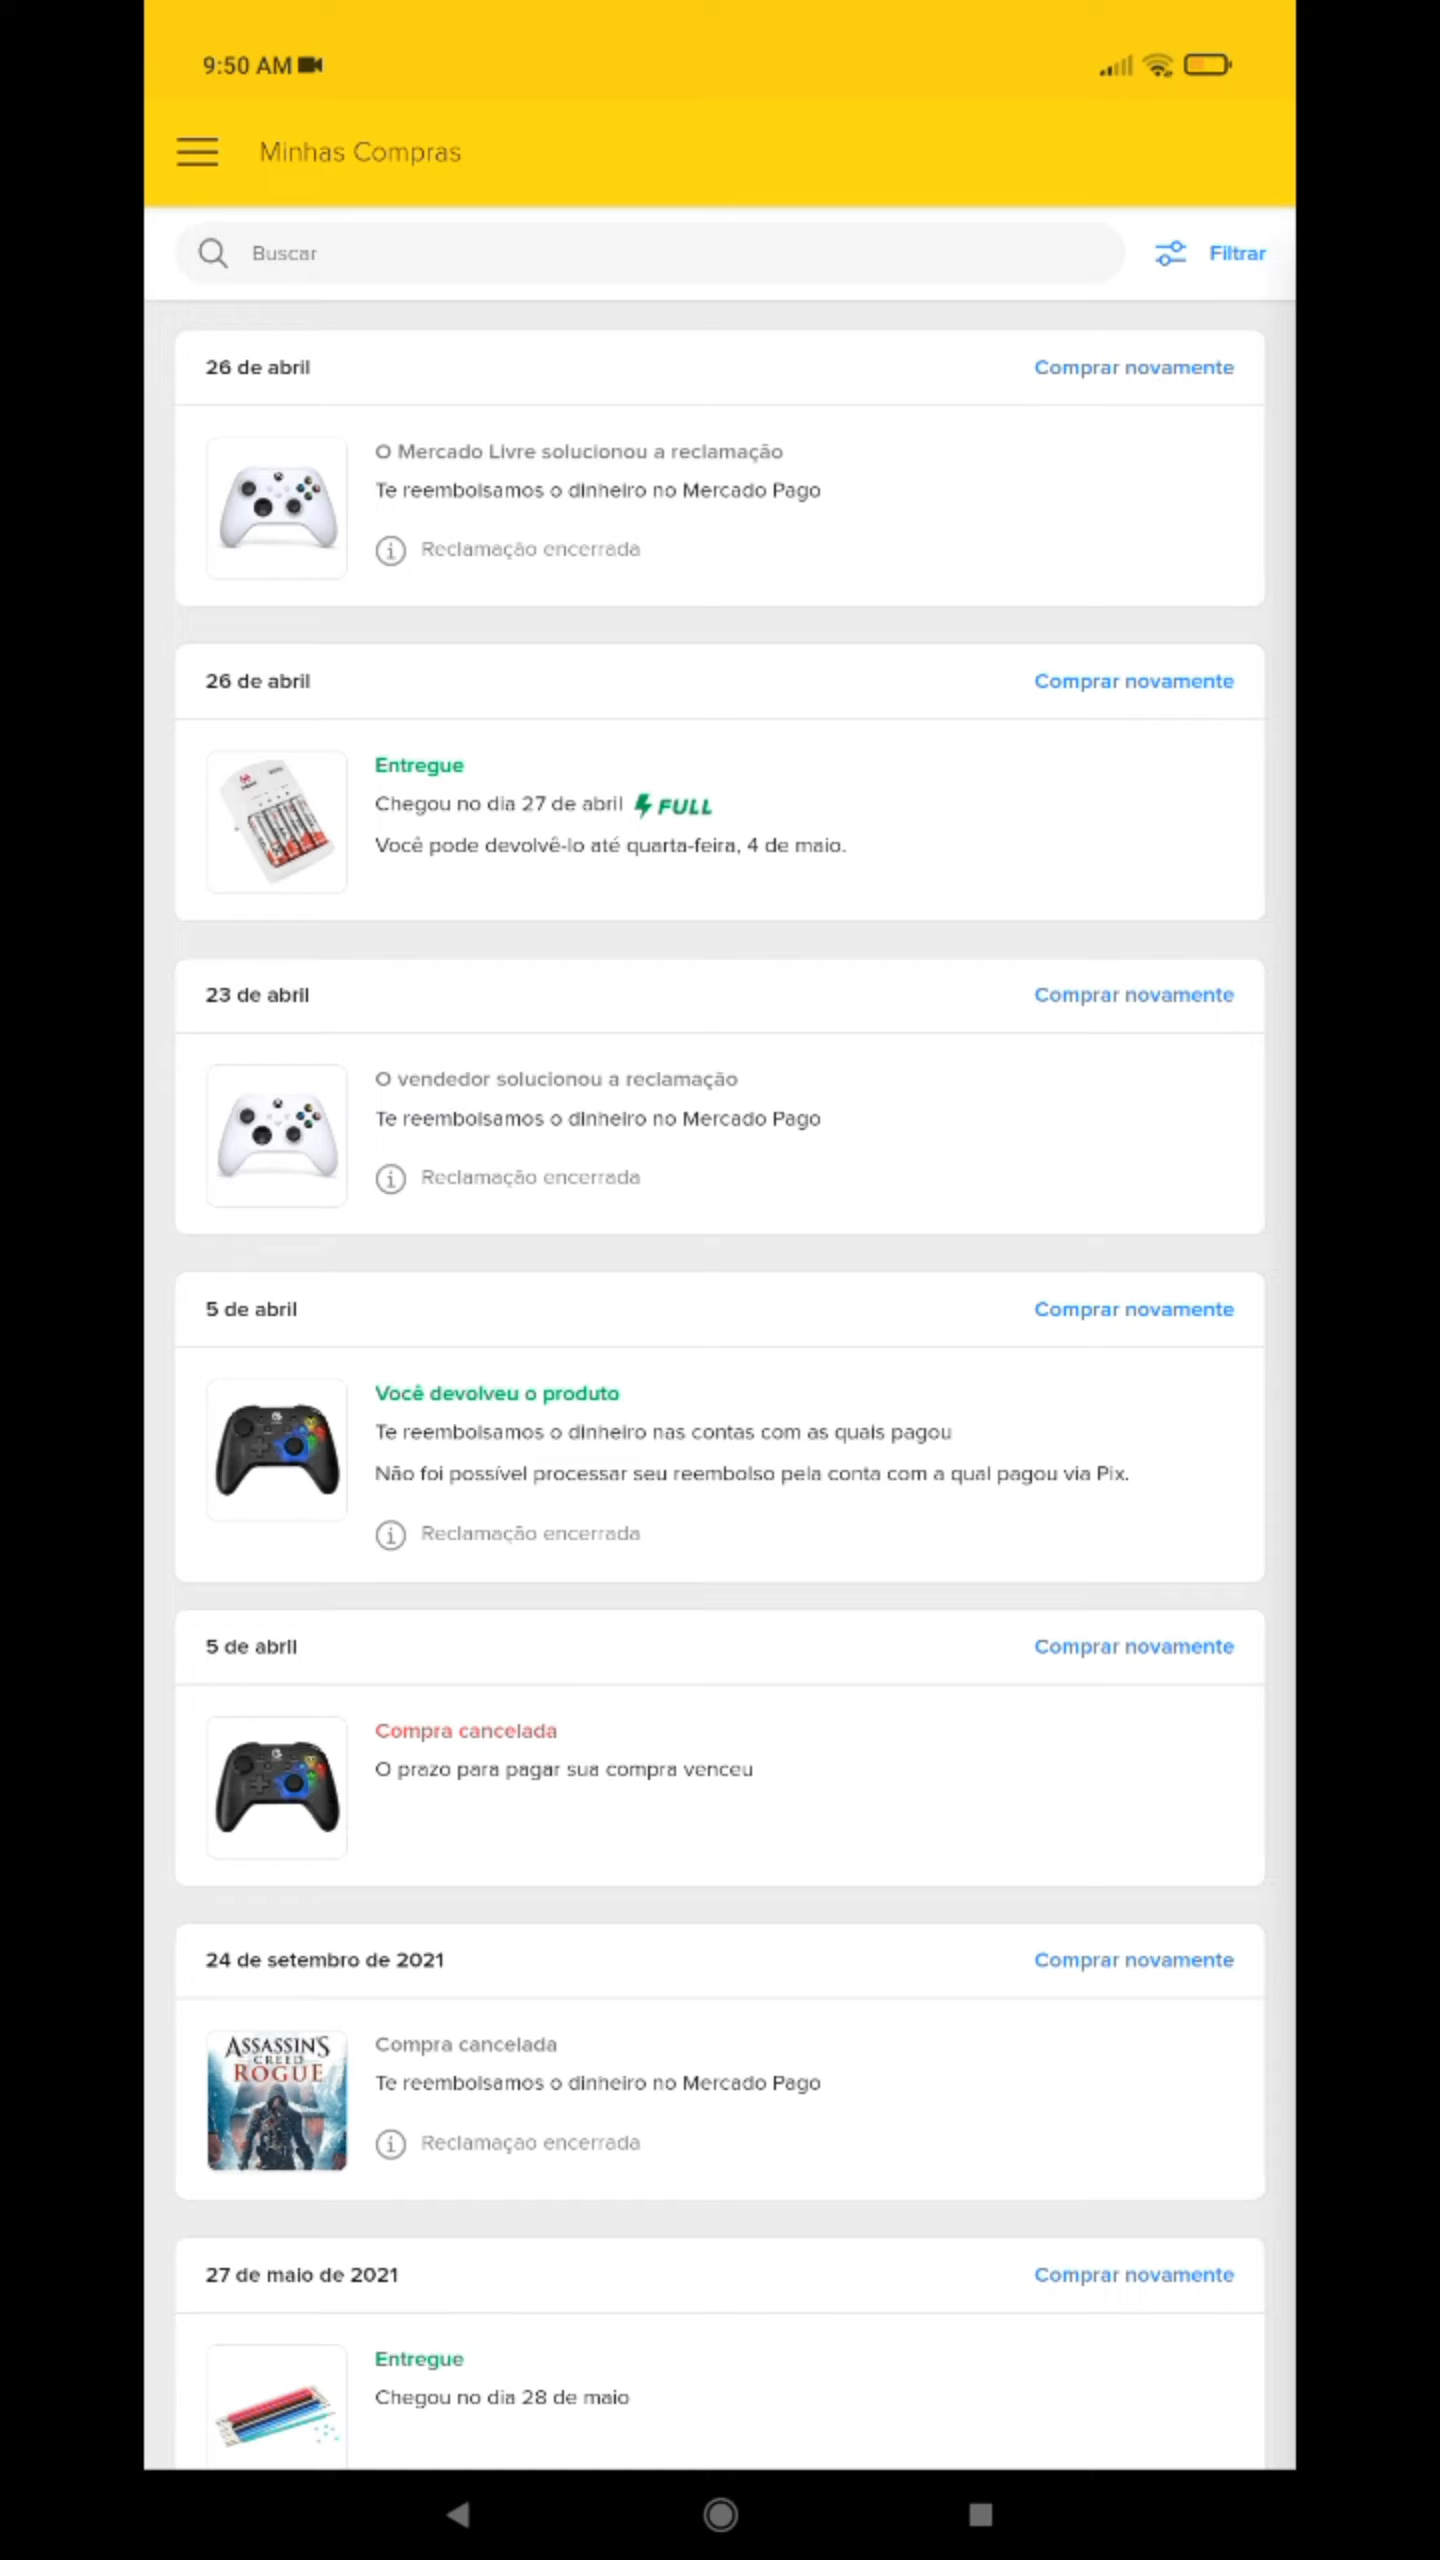 9:50 AM
Minhas Compras
Buscar
Filtrar
26 de abril
Comprar novamente
O Mercado Livre solucionou a reclamação
Te reembolsamos o dinheiro no Mercado Pago
Reclamação encerrada
26 de abril
Comprar novamente
Entregue
Chegou no dia 27 de abril FULL
Você pode devolvê-lo até quarta-feira, 4 de maio.
23 de abril
Comprar novamente
O vendedor solucionou a reclamação
Te reembolsamos o dinheiro no Mercado Pago
Reclamação encerrada
5 de abril
Comprar novamente
Você devolveu o produto
Te reembolsamos o dinheiro nas contas com as quais pagou
Não foi possível processar seu reembolso pela conta com a qual pagou via Pix.
Reclamação encerrada
5 de abril
Comprar novamente
Compra cancelada
O prazo para pagar sua compra venceu
24 de setembro de 2021
Comprar novamente
ASSASSIN'S
CREED
ROGUE
Compra cancelada
Te reembolsamos o dinheiro no Mercado Pago
Reclamação encerrada
27 de maio de 2021
Comprar novamente
Entregue
Chegou no dia 28 de maio